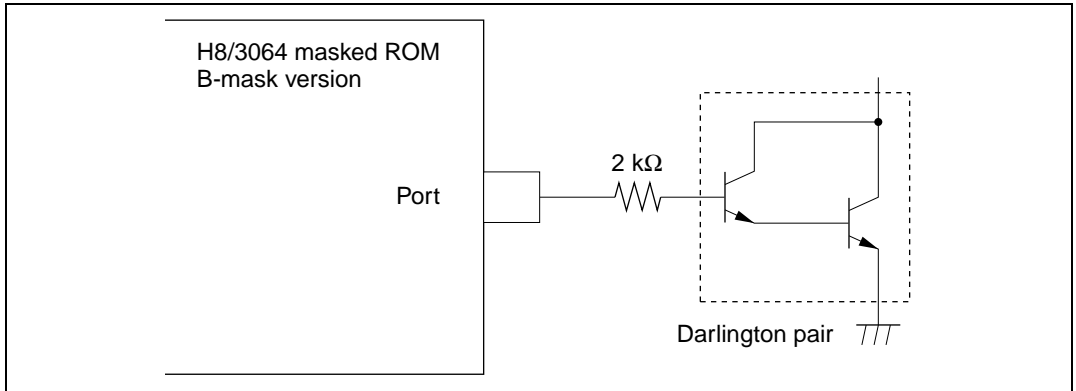 H8/3064 masked ROM
B-mask version
Port
2 kΩ
Darlington pair